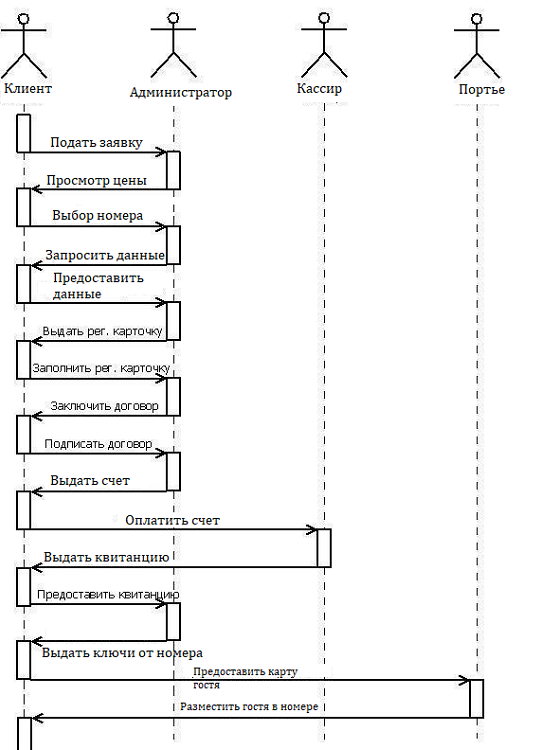 Клиент
Администратор
Кассир
Портье
Подать заявку
Просмотр цены
Выбор номера
Запросить данные
Предоставить
данные
Выдать рег. карточку
Заполнить рег. карточку
Заключить договор
Подписать договор
Выдать счет
Оплатить счет
Выдать квитанцию
Предоставить квитанцию
Выдать ключи от номера
Предоставить карту
гостя
Разместить гостя в номере